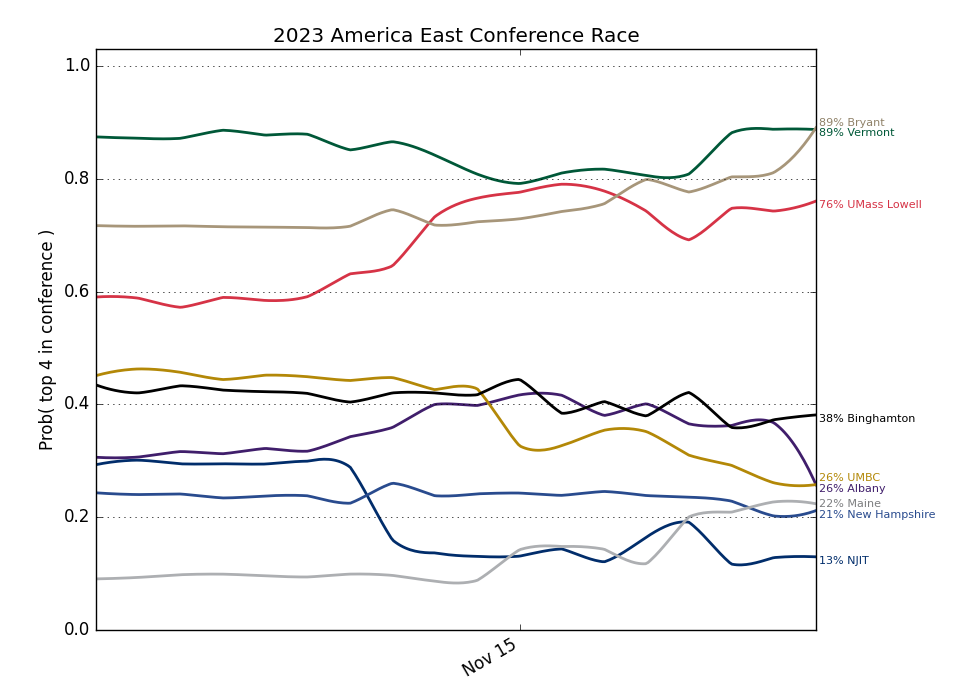 2023 America East Conference Race
Prob( top 4 in conference )
1.0
0.8
0.6
0.4
0.2
0.0
Nov 15
89% Bryant
89% Vermont
76% UMass Lowell
38% Binghamton
26% UMBC
26% Albany
22% Maine
21% New Hampshire
13% NJIT